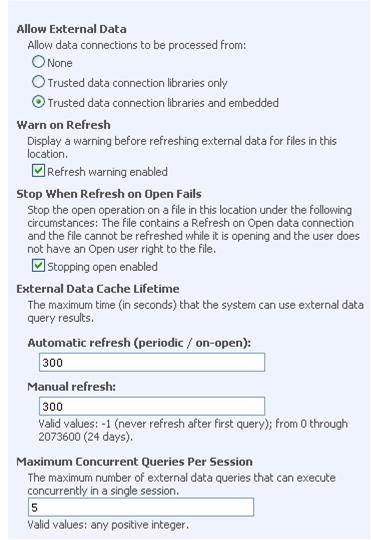 Allow External Data
Allow data connections to be processed from:
None
Trusted data connection libraries only
Trusted data connection libraries and embedded
Warn on Refresh
Display a warning before refreshing external data for files in this
location.
Refresh warning enabled
Stop When Refresh on Open Fails
Stop the open operation on a file in this location under the following
circumstances: The file contains a Refresh on Open data connection
and the file cannot be refreshed while it is opening and the user does
not have an Open user right to the file.
Stopping open enabled
External Data Cache Lifetime
The maximum time (in seconds) that the system can use external data
query results.
Automatic refresh (periodic / on-open):
300
Manual refresh:
300
Valid values: -1 (never refresh after first query); from 0 through
2073600 (24 days).
Maximum Concurrent Queries Per Session
The maximum number of external data queries that can execute
concurrently in a single session.
5
Valid values: any positive integer.